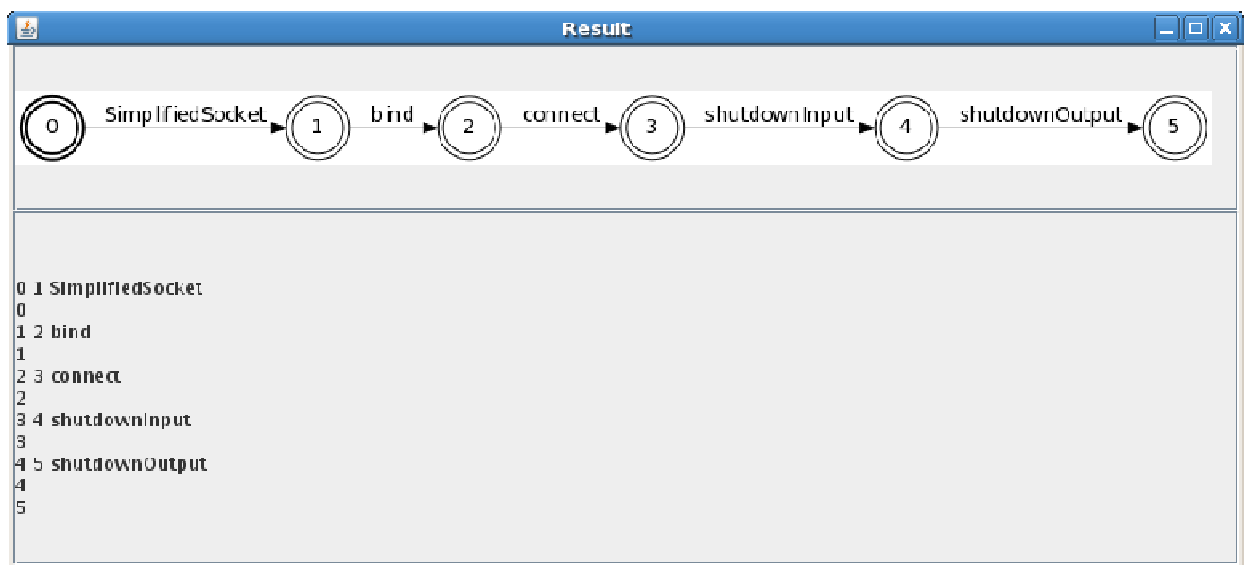 Result
0 SimplifiedSocket 1 bind 2 connect 3 shutdownInput 4 shutdownOutput 5
0 1 SimplifiedSocket
0
1 2 bind
1
2 3 connect
2
3 4 shutdownInput
3
4 5 shutdownOutput
4
5